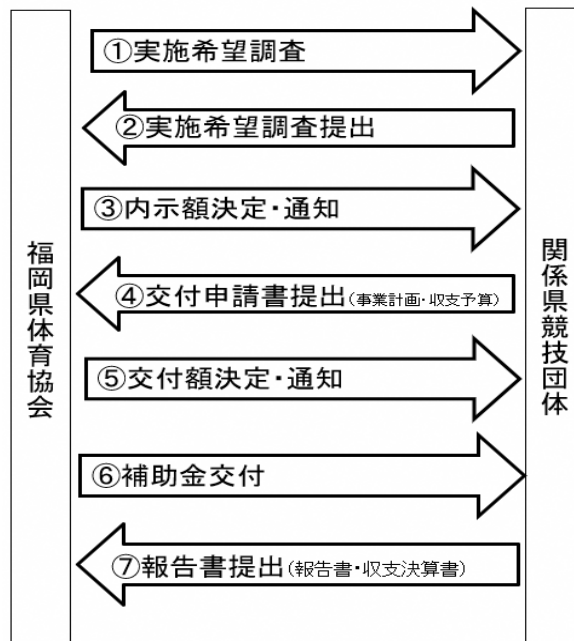 福岡県体育協会
①実施希望調査
②実施希望調査提出
③内示額決定・通知
④交付申請書提出(事業計画・収支予算)
⑤交付額決定・通知
⑥補助金交付
⑦報告書提出(報告書・収支決算書)
関係県競技団体